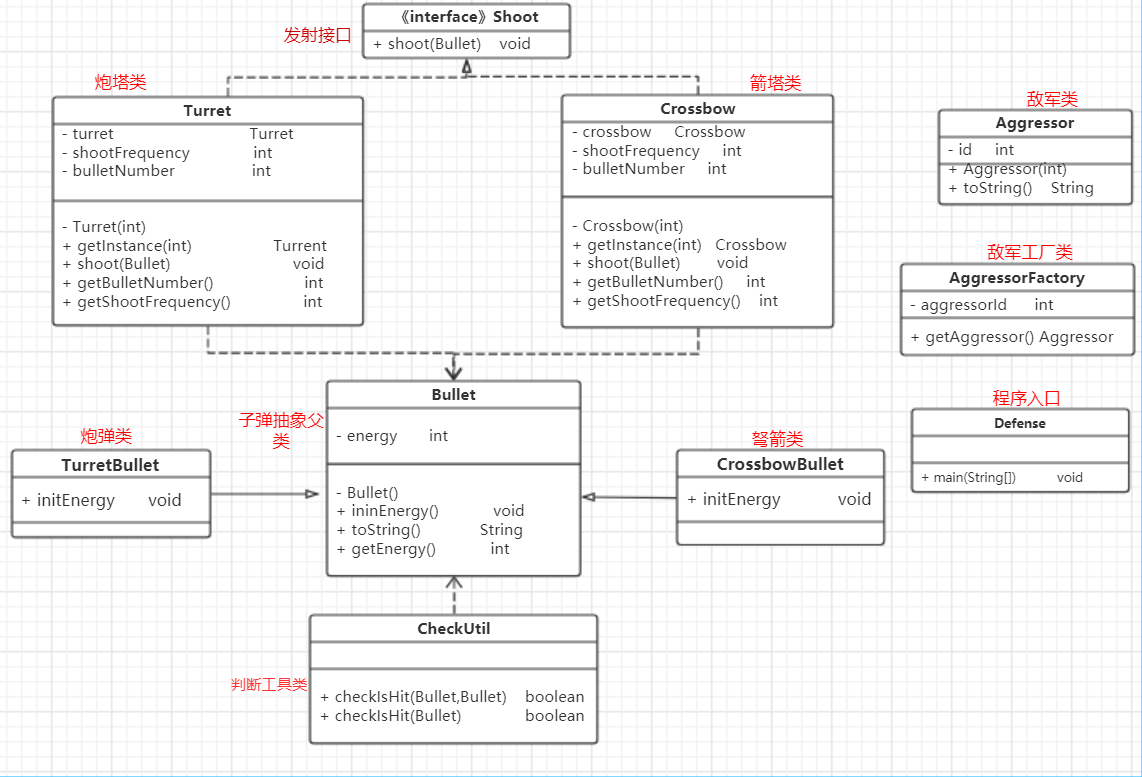 《interface》Shoot
+ shoot(Bullet) void
发射接口
炮塔类
Turret
- turret Turret
- shootFrequency int
- bulletNumber int
- Turret(int)
+ getInstance(int) Turrent
+ shoot(Bullet) void
+ getBulletNumber() int
+ getShootFrequency() int
箭塔类
Crossbow
- crossbow Crossbow
- shootFrequency int
- bulletNumber int
- Crossbow(int)
+ getInstance(int) Crossbow
+ shoot(Bullet) void
+ getBulletNumber() int
+ getShootFrequency() int
敌军类
Aggressor
- id int
+ Aggressor(int)
+ toString() String
敌军工厂类
AggressorFactory
- aggressorId int
+ getAggressor() Aggressor
子弹抽象父
类
Bullet
- energy int
- Bullet()
+ ininEnergy() void
+ toString() String
+ getEnergy() int
炮弹类
TurretBullet
+ initEnergy void
弩箭类
CrossbowBullet
+ initEnergy void
程序入口
Defense
+ main(String[]) void
判断工具类
CheckUtil
+ checkIsHit(Bullet,Bullet) boolean
+ checkIsHit(Bullet) boolean